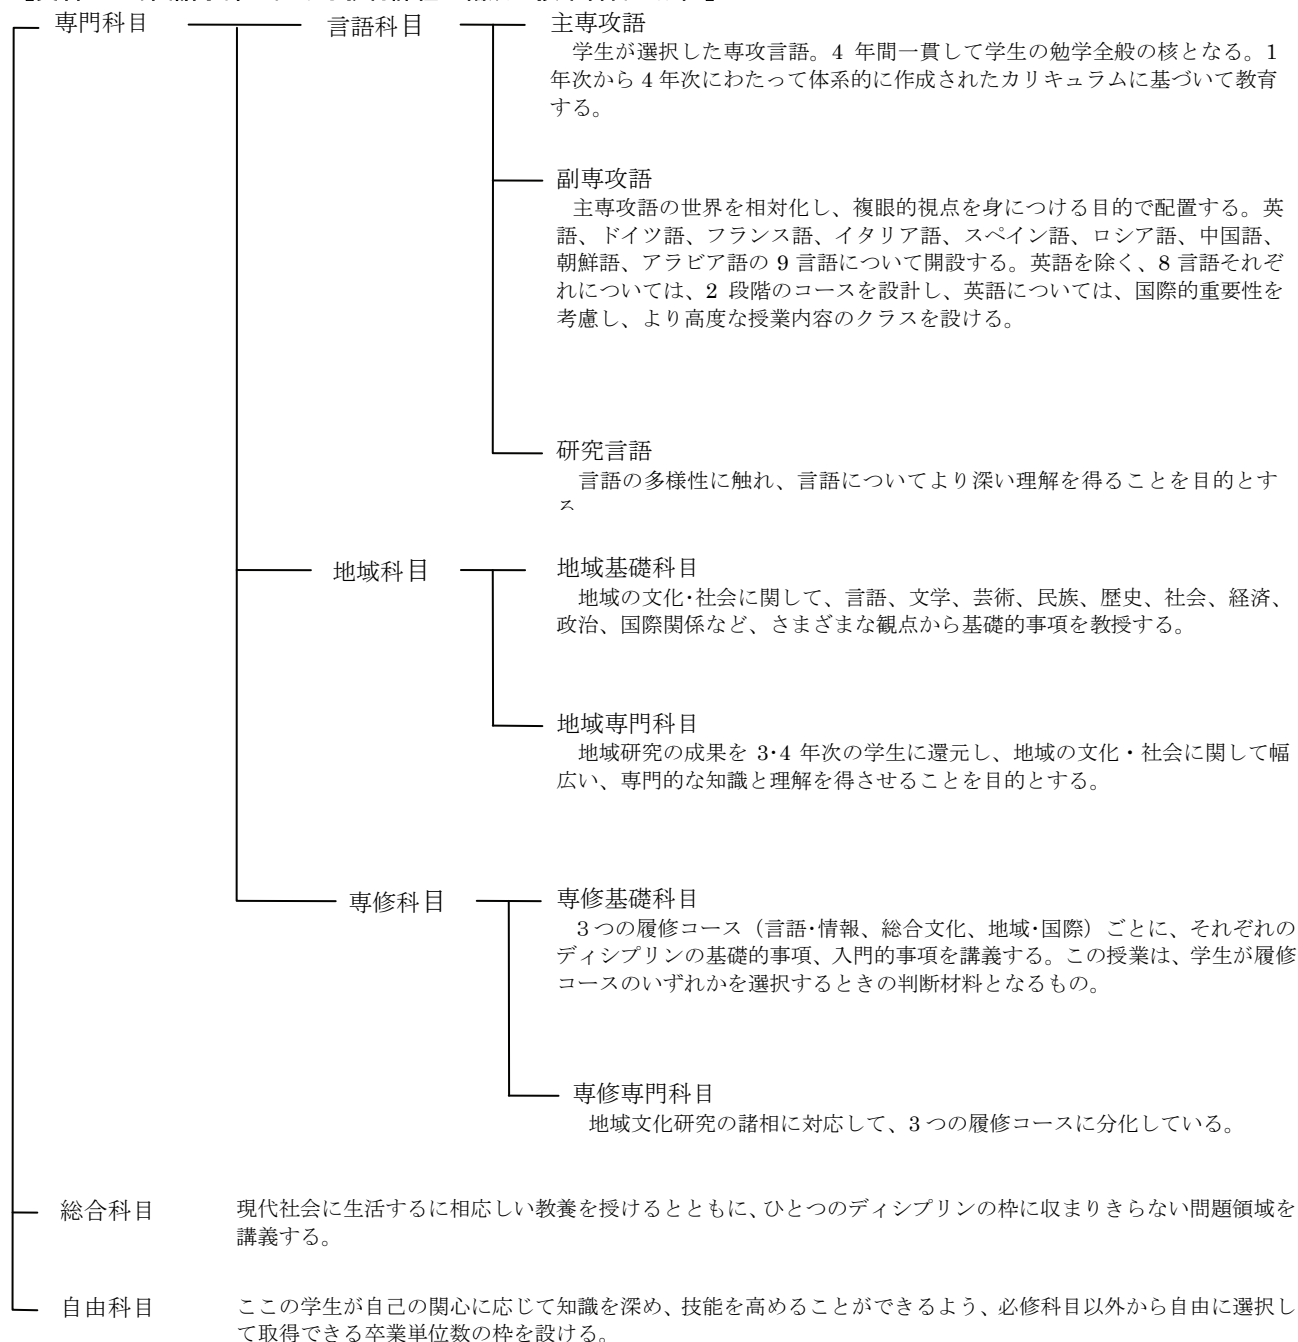 専門科目
言語科目
主専攻語
学生が選択した専攻言語。4 年間一貫して学生の勉学全般の核となる。1
年次から 4 年次にわたって体系的に作成されたカリキュラムに基づいて教育
する。
副専攻語
主専攻語の世界を相対化し、複眼的視点を身につける目的で配置する。英
語、ドイツ語、フランス語、イタリア語、スペイン語、ロシア語、中国語、
朝鮮語、アラビア語の 9 言語について開設する。英語を除く、8 言語それぞ
れについては、2 段階のコースを設計し、英語については、国際的重要性を
考慮し、より高度な授業内容のクラスを設ける。
研究言語
言語の多様性に触れ、言語についてより深い理解を得ることを目的とす
地域科目
地域基礎科目
地域の文化･社会に関して、言語、文学、芸術、民族、歴史、社会、経済、
政治、国際関係など、さまざまな観点から基礎的事項を教授する。
地域専門科目
地域研究の成果を 3･4 年次の学生に還元し、地域の文化・社会に関して幅
広い、専門的な知識と理解を得させることを目的とする。
専修科目
専修基礎科目
３つの履修コース（言語･情報、総合文化、地域･国際）ごとに、それぞれの
ディシプリンの基礎的事項、入門的事項を講義する。この授業は、学生が履修
コースのいずれかを選択するときの判断材料となるもの。
専修専門科目
地域文化研究の諸相に対応して、3 つの履修コースに分化している。
総合科目
現代社会に生活するに相応しい教養を授けるとともに、ひとつのディシプリンの枠に収まりきらない問題領域を
講義する。
自由科目
ここの学生が自己の関心に応じて知識を深め、技能を高めることができるよう、必修科目以外から自由に選択し
て取得できる卒業単位数の枠を設ける。